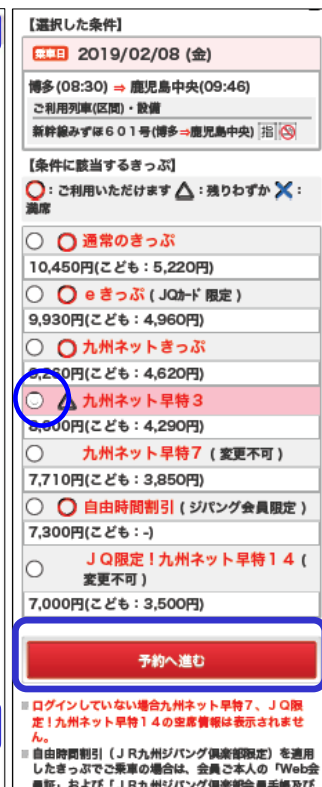 【選択した条件】
乗車日 2019/02/08 (金)
博多(08:30) ⇒ 鹿児島中央(09:46)
ご利用列車(区間)・設備
新幹線みずほ601号(博多⇒鹿児島中央) 指
【条件に該当するきっぷ】
◯：ご利用いただけます △：残りわずか ✕：
満席
通常のきっぷ
10,450円(こども：5,220円)
eきっぷ ( JQカード 限定 )
9,930円(こども：4,960円)
九州ネットきっぷ
9,260円(こども：4,620円)
九州ネット早特3
円(こども：4,290円)
九州ネット早特7 ( 変更不可 )
7,710円(こども：3,850円)
自由時間割引 ( ジパング会員限定 )
7,300円(こども：-)
JQ限定！九州ネット早特14 (
変更不可 )
7,000円(こども：3,500円)
予約へ進む
ログインしていない場合九州ネット早特7、JQ限
定！九州ネット早特14の空席情報は表示されませ
ん。
自由時間割引（JR九州ジパング倶楽部限定）を適用
したきっぷでご乗車の場合は、会員ご本人の「Web会
員証」および「JR九州ジパング倶楽部会員手帳及び